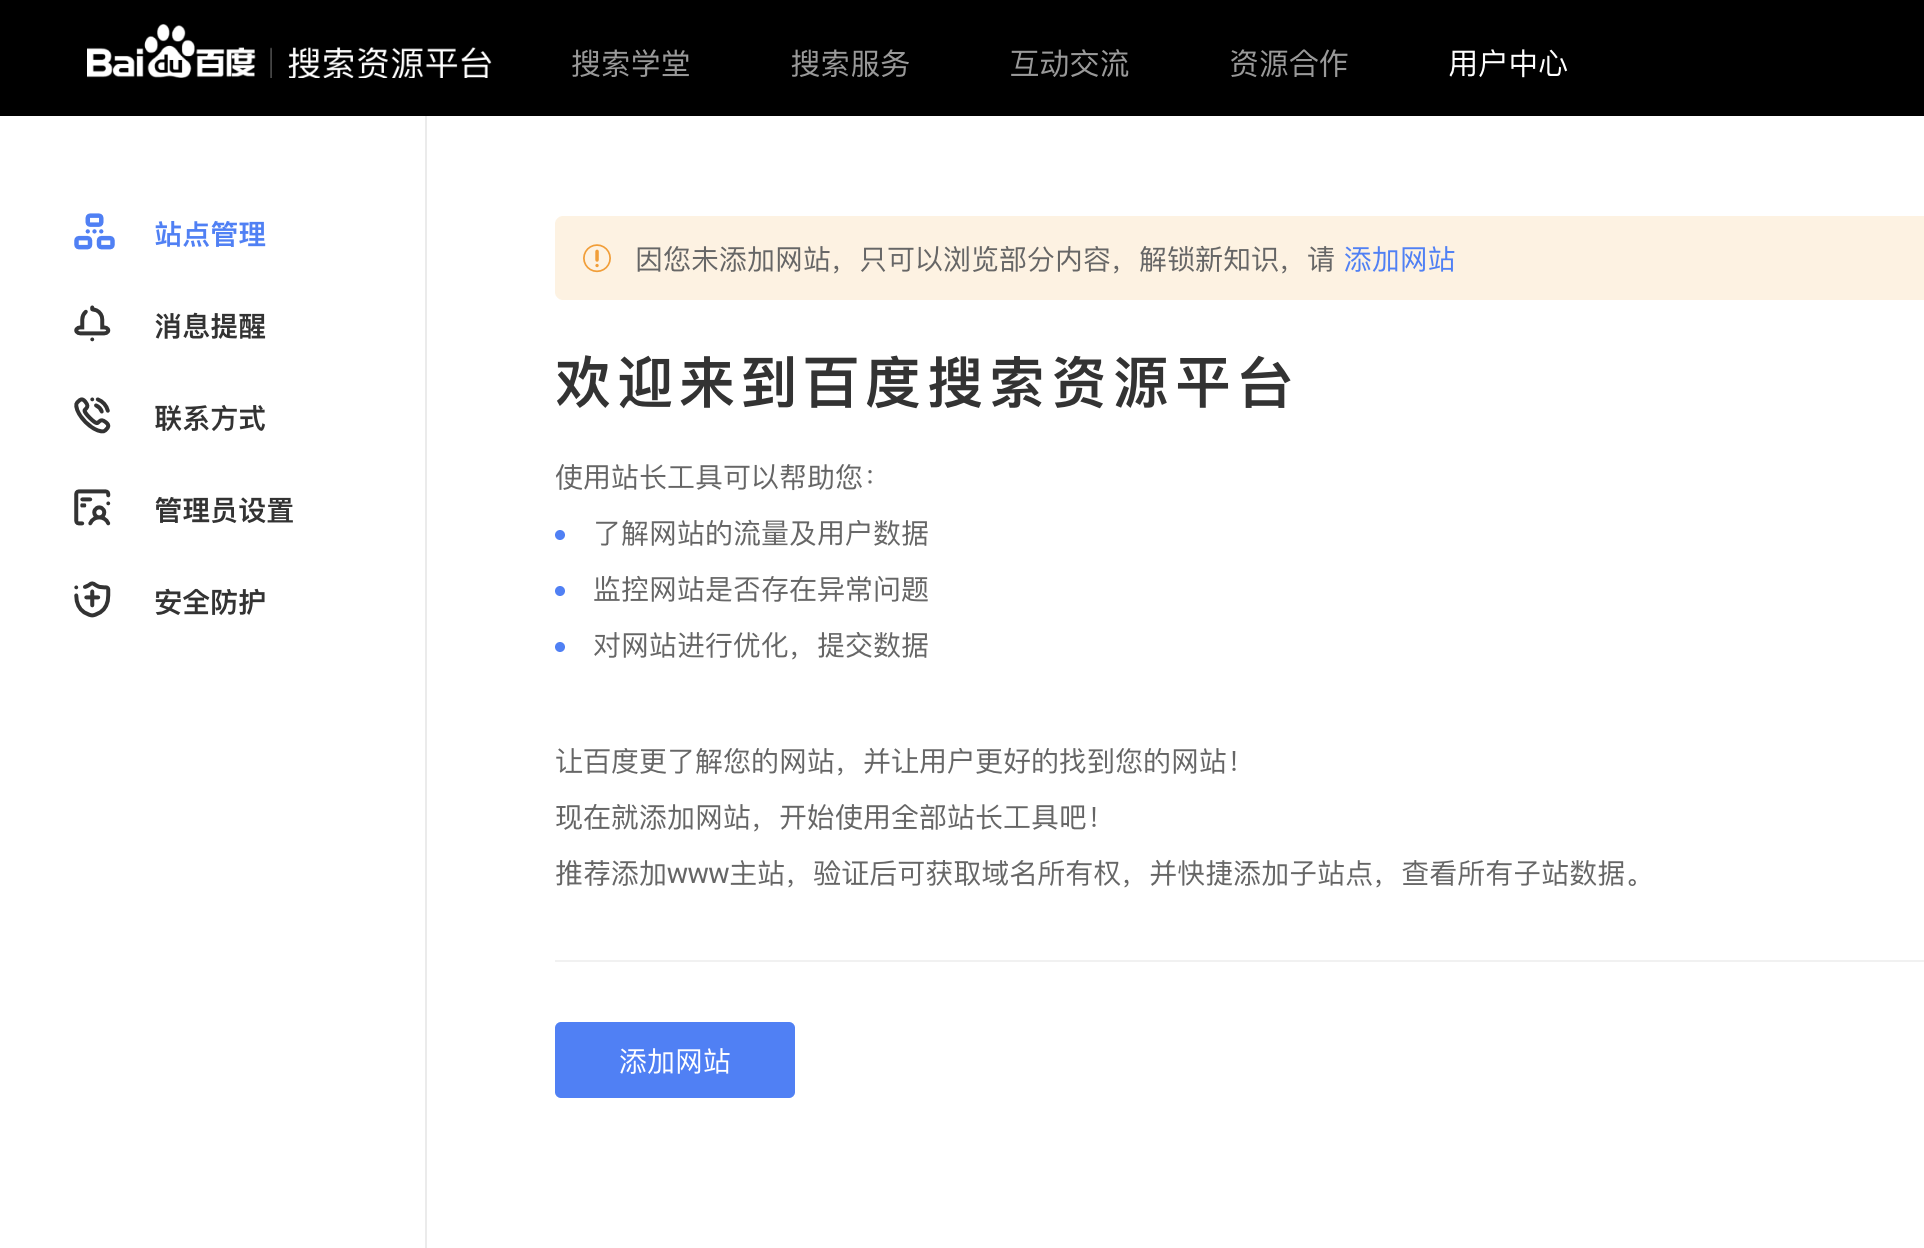 Bai du 百度 | 搜索资源平台 搜索学堂 搜索服务 互动交流 资源合作 用户中心
站点管理
消息提醒
联系方式
管理员设置
安全防护
因您未添加网站，只可以浏览部分内容，解锁新知识，请 添加网站
欢迎来到百度搜索资源平台
使用站长工具可以帮助您：
了解网站的流量及用户数据
监控网站是否存在异常问题
对网站进行优化，提交数据
让百度更了解您的网站，并让用户更好的找到您的网站！
现在就添加网站，开始使用全部站长工具吧！
推荐添加www主站，验证后可获取域名所有权，并快捷添加子站点，查看所有子站数据。
添加网站